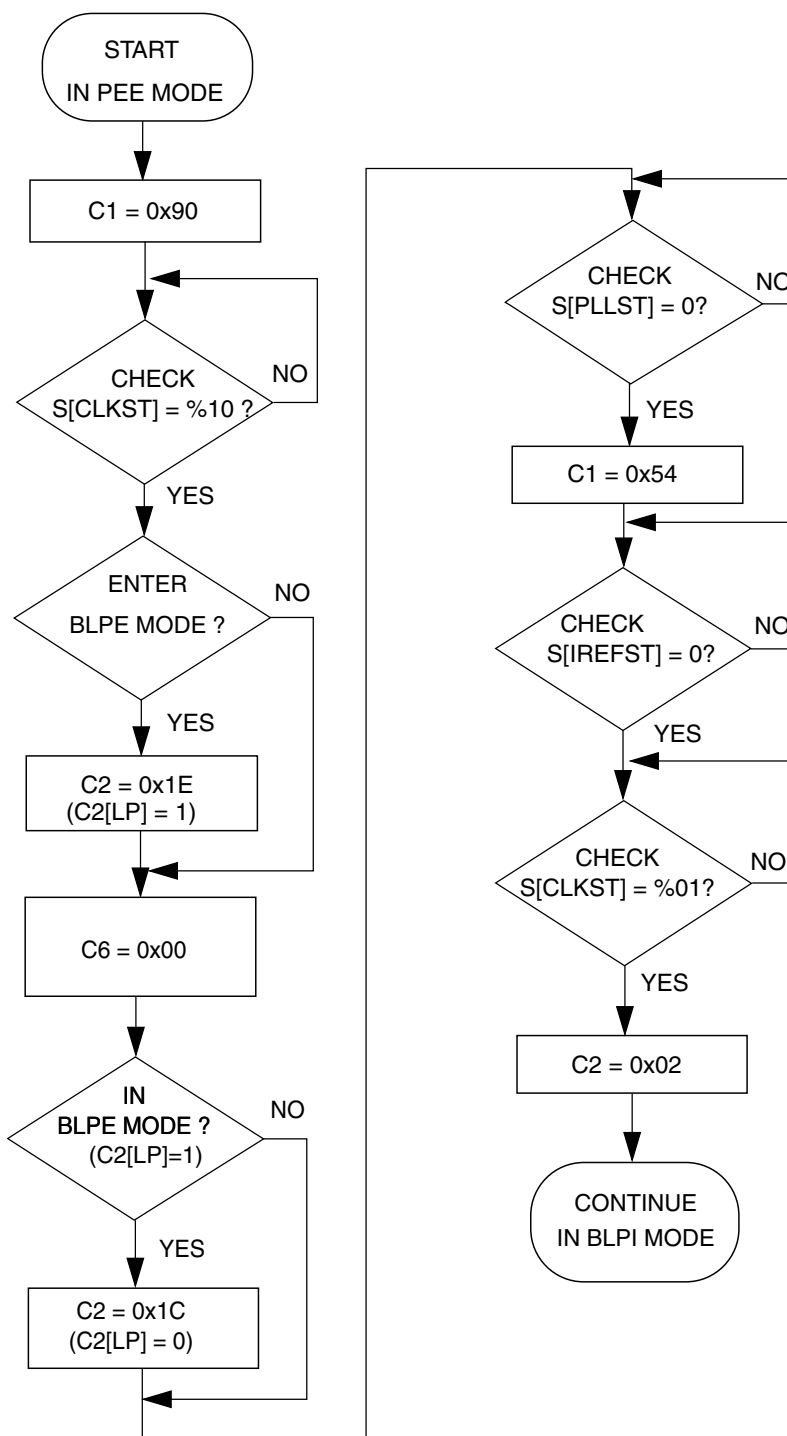 START
IN PEE MODE
C1 = 0x90
CHECK
S[CLKST] = %10 ?
NO
YES
ENTER
BLPE MODE ?
NO
YES
C2 = 0x1E
(C2[LP] = 1)
C6 = 0x00
IN
BLPE MODE ?
(C2[LP]=1)
NO
YES
C2 = 0x1C
(C2[LP] = 0)
CHECK
S[PLLST] = 0?
NO
YES
C1 = 0x54
CHECK
S[IREFST] = 0?
NO
YES
CHECK
S[CLKST] = %01?
NO
YES
C2 = 0x02
CONTINUE
IN BLPI MODE